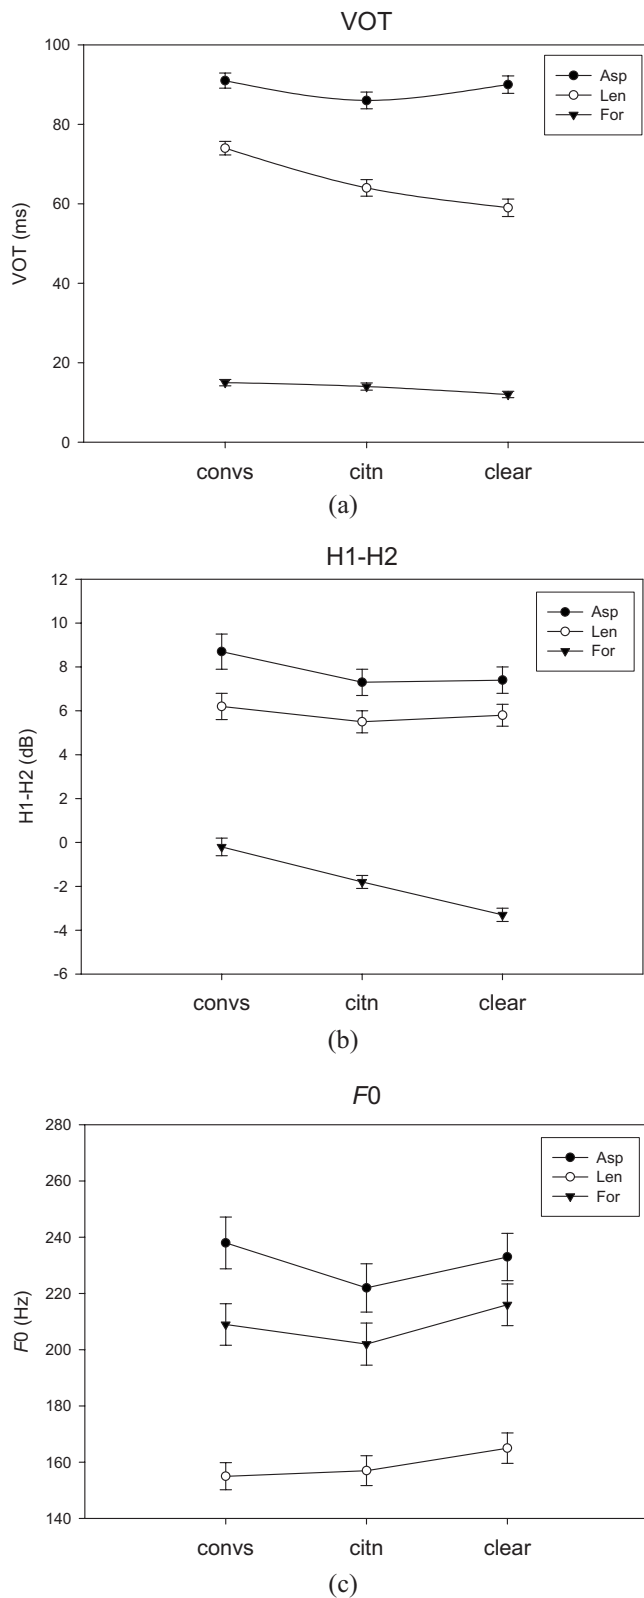 VOT
100
80
60
40
20
0
VOT (ms)
Asp
Len
For
convs citn clear
(a)
H1-H2
12
10
8
6
4
2
0
-2
-4
-6
H1-H2 (dB)
Asp
Len
For
convs citn clear
(b)
F0
280
260
240
220
200
180
160
140
F0 (Hz)
Asp
Len
For
convs citn clear
(c)